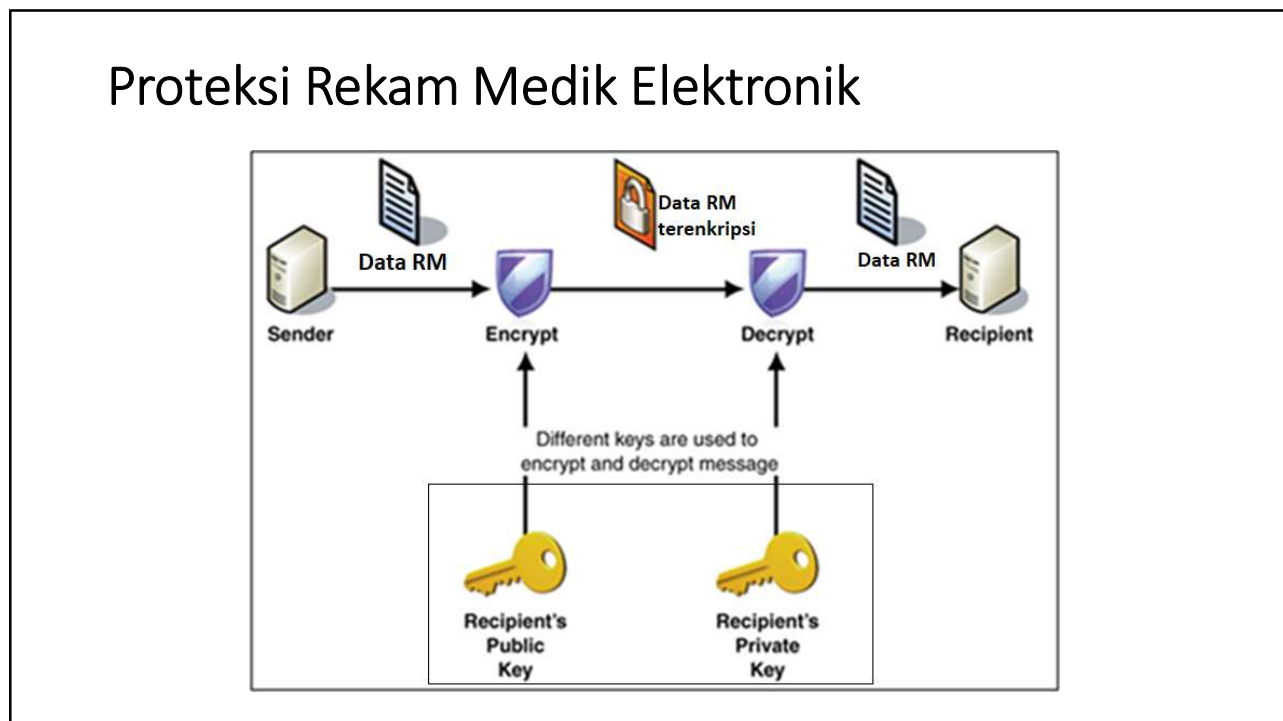 Proteksi Rekam Medik Elektronik
Data RM
Data RM
terenkripsi
Data RM
Sender
Encrypt
Decrypt
Recipient
Different keys are used to
encrypt and decrypt message
Recipient's
Public
Key
Recipient's
Private
Key